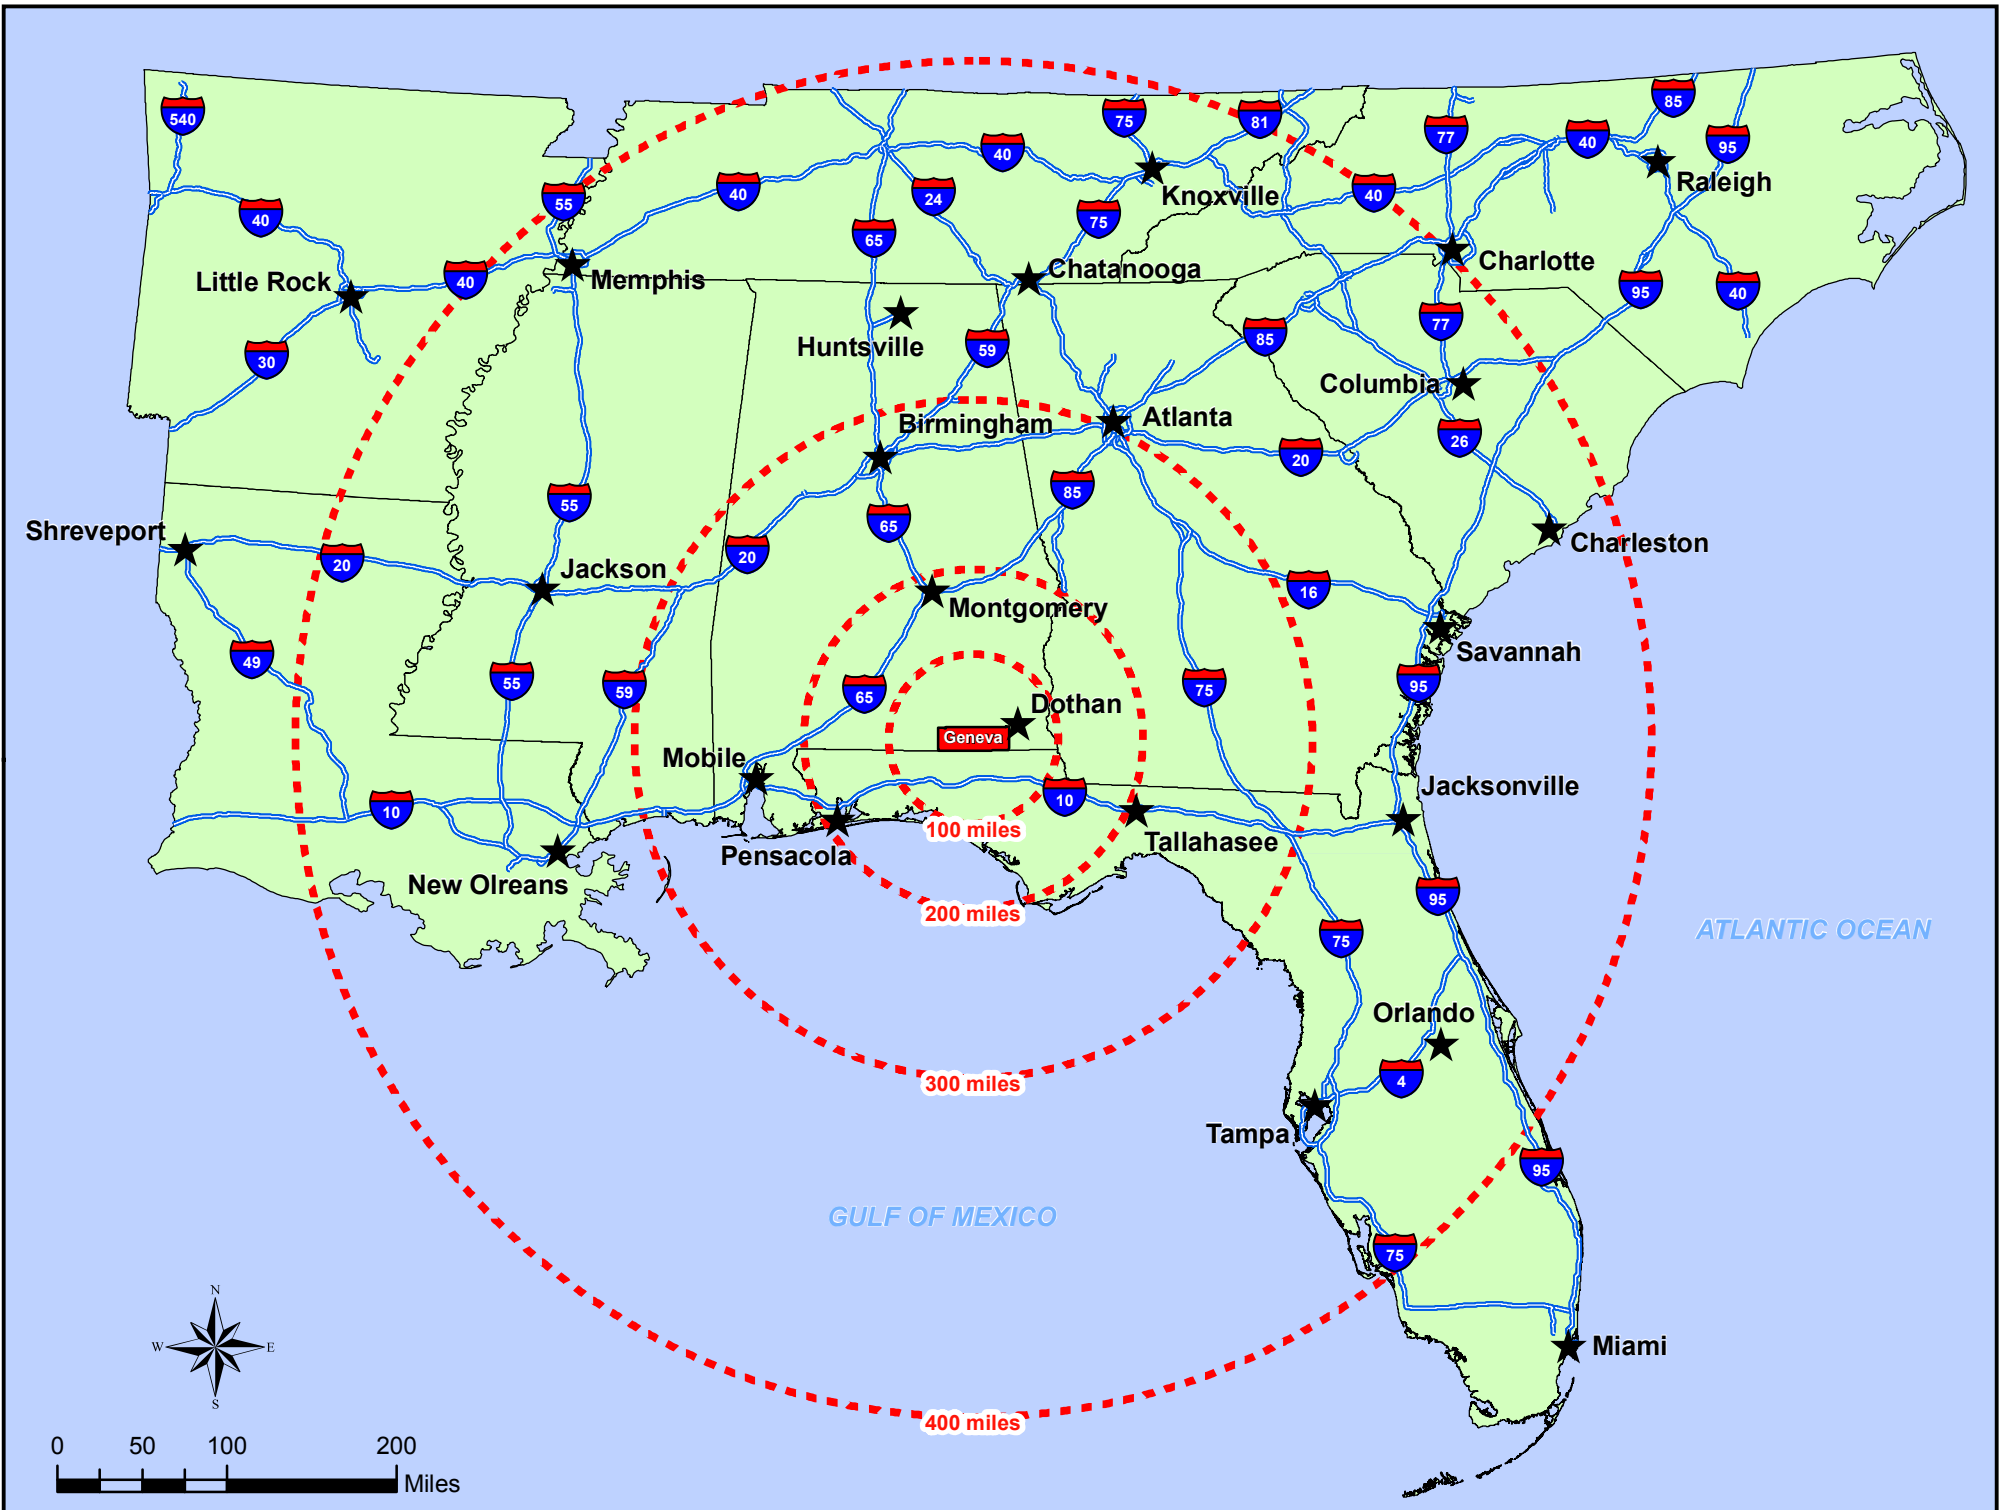 540
75
81
77
85
40
95
40
Raleigh
40
24
Knoxville
40
55
40
75
65
Chatanooga
Charlotte
Little Rock
40
Memphis
95
40
Huntsville
59
85
77
30
Columbia
Birmingham
Atlanta
26
20
85
55
65
Shreveport
Charleston
20
20
Jackson
16
Montgomery
49
Savannah
55
59
65
75
95
Dothan
Geneva
Mobile
Jacksonville
10
10
100 miles
Tallahasee
Pensacola
New Olreans
95
200 miles
75
ATLANTIC OCEAN
Orlando
300 miles
4
Tampa
95
GULF OF MEXICO
75
N
W
E
S
Miami
400 miles
0 50 100 200
Miles